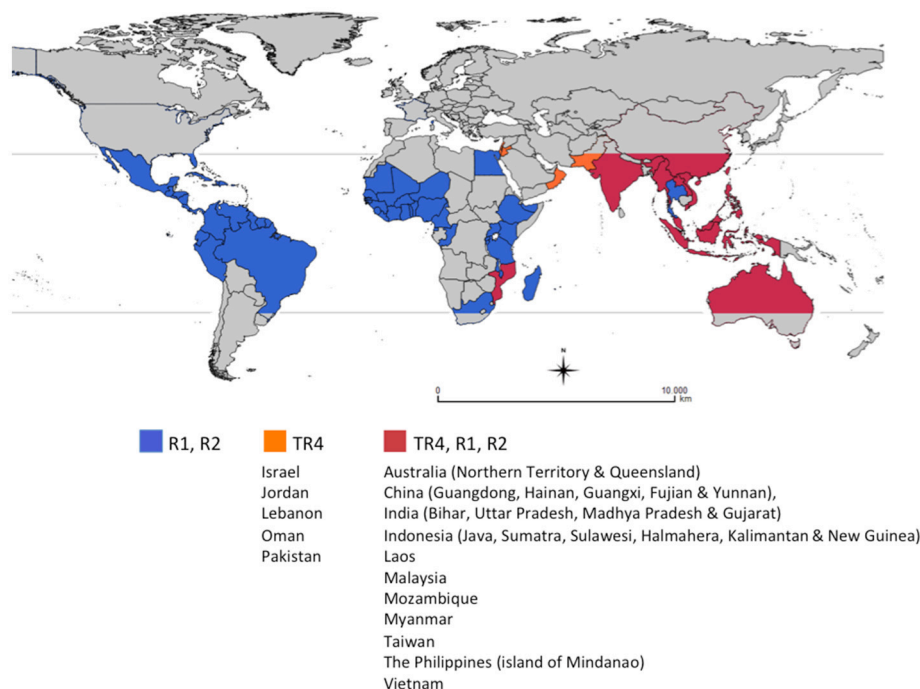 N
0
10.000
km
R1, R2
TR4
TR4, R1, R2
Israel
Jordan
Lebanon
Oman
Pakistan
Australia (Northern Territory & Queensland)
China (Guangdong, Hainan, Guangxi, Fujian & Yunnan),
India (Bihar, Uttar Pradesh, Madhya Pradesh & Gujarat)
Indonesia (Java, Sumatra, Sulawesi, Halmahera, Kalimantan & New Guinea)
Laos
Malaysia
Mozambique
Myanmar
Taiwan
The Philippines (island of Mindanao)
Vietnam